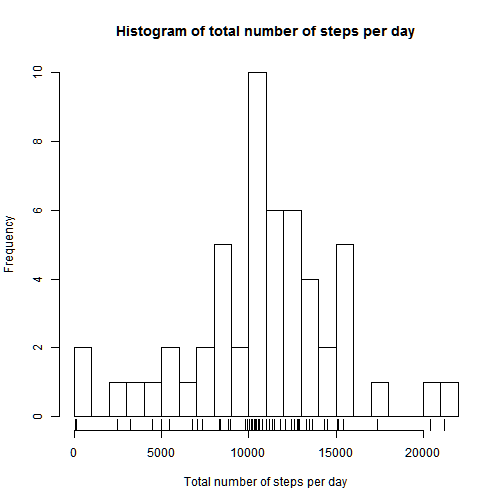 Histogram of total number of steps per day
Frequency
10
8
6
4
2
0
0 5000 10000 15000 20000
Total number of steps per day